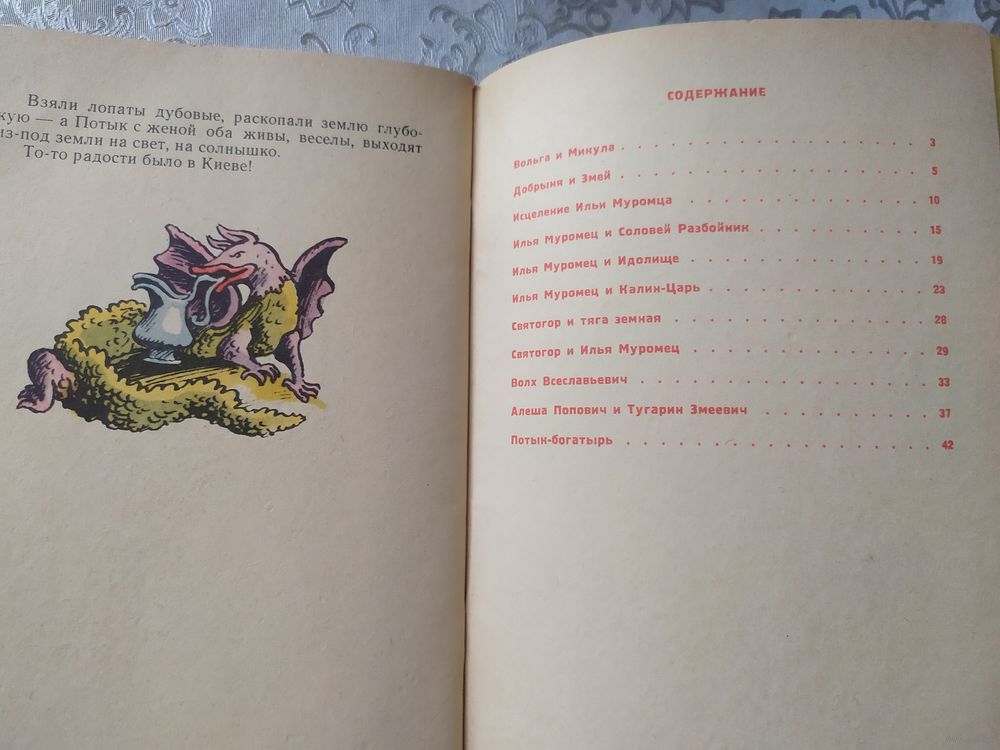 Взяли лопаты дубовые, раскопали землю глубо-
кую — а Потык с женой оба живы, веселы, выходят
из-под земли на свет, на солнышко.
То-то радости было в Киеве!
СОДЕРЖАНИЕ
Вольга и Микула . . . . . . . . . . . . . . . . 3
Добрыня и Змей . . . . . . . . . . . . . . . . 5
Исцеление Ильи Муромца . . . . . . . . . . . . . 10
Илья Муромец и Соловей Разбойник . . . . . . . . . 15
Илья Муромец и Идолище . . . . . . . . . . . . . 19
Илья Муромец и Калин-Царь . . . . . . . . . . . . 23
Святогор и тяга земная . . . . . . . . . . . . . 28
Святогор и Илья Муромец . . . . . . . . . . . . . 29
Волх Всеславьевич . . . . . . . . . . . . . . . 33
Алеша Попович и Тугарин Змеевич . . . . . . . . . 37
Потык-богатырь . . . . . . . . . . . . . . . . 42